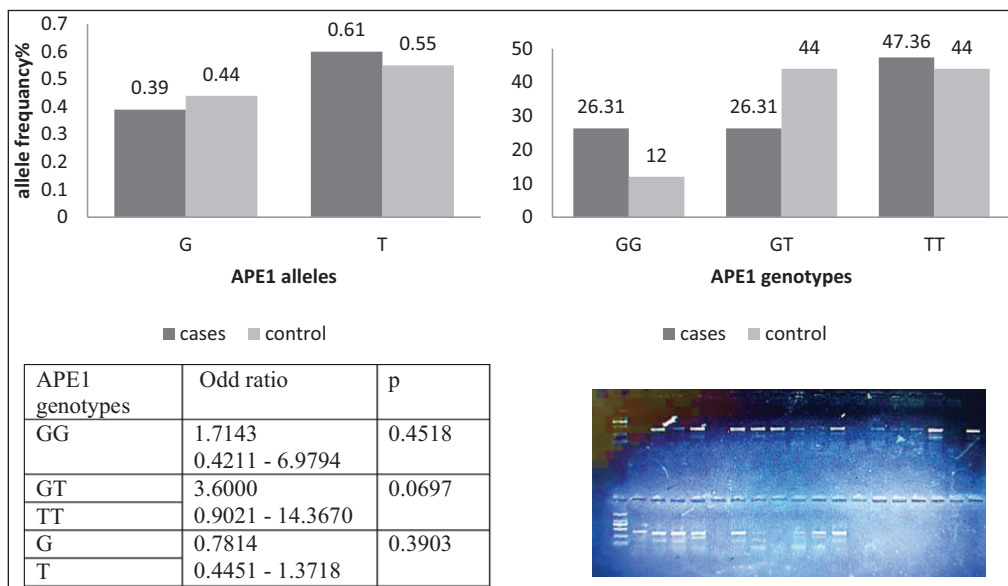 0.7
0.6
0.5
0.4
0.3
0.2
0.1
0
allele frequancy%
0.39
0.44
0.61
0.55
G
T
APE1 alleles
cases
control
50
40
30
20
10
0
26.31
12
26.31
44
47.36
44
GG
GT
TT
APE1 genotypes
cases
control
APE1 genotypes Odd ratio p
GG 1.7143 0.4518
0.4211 - 6.9794
GT 3.6000 0.0697
TT 0.9021 - 14.3670
G 0.7814 0.3903
T 0.4451 - 1.3718